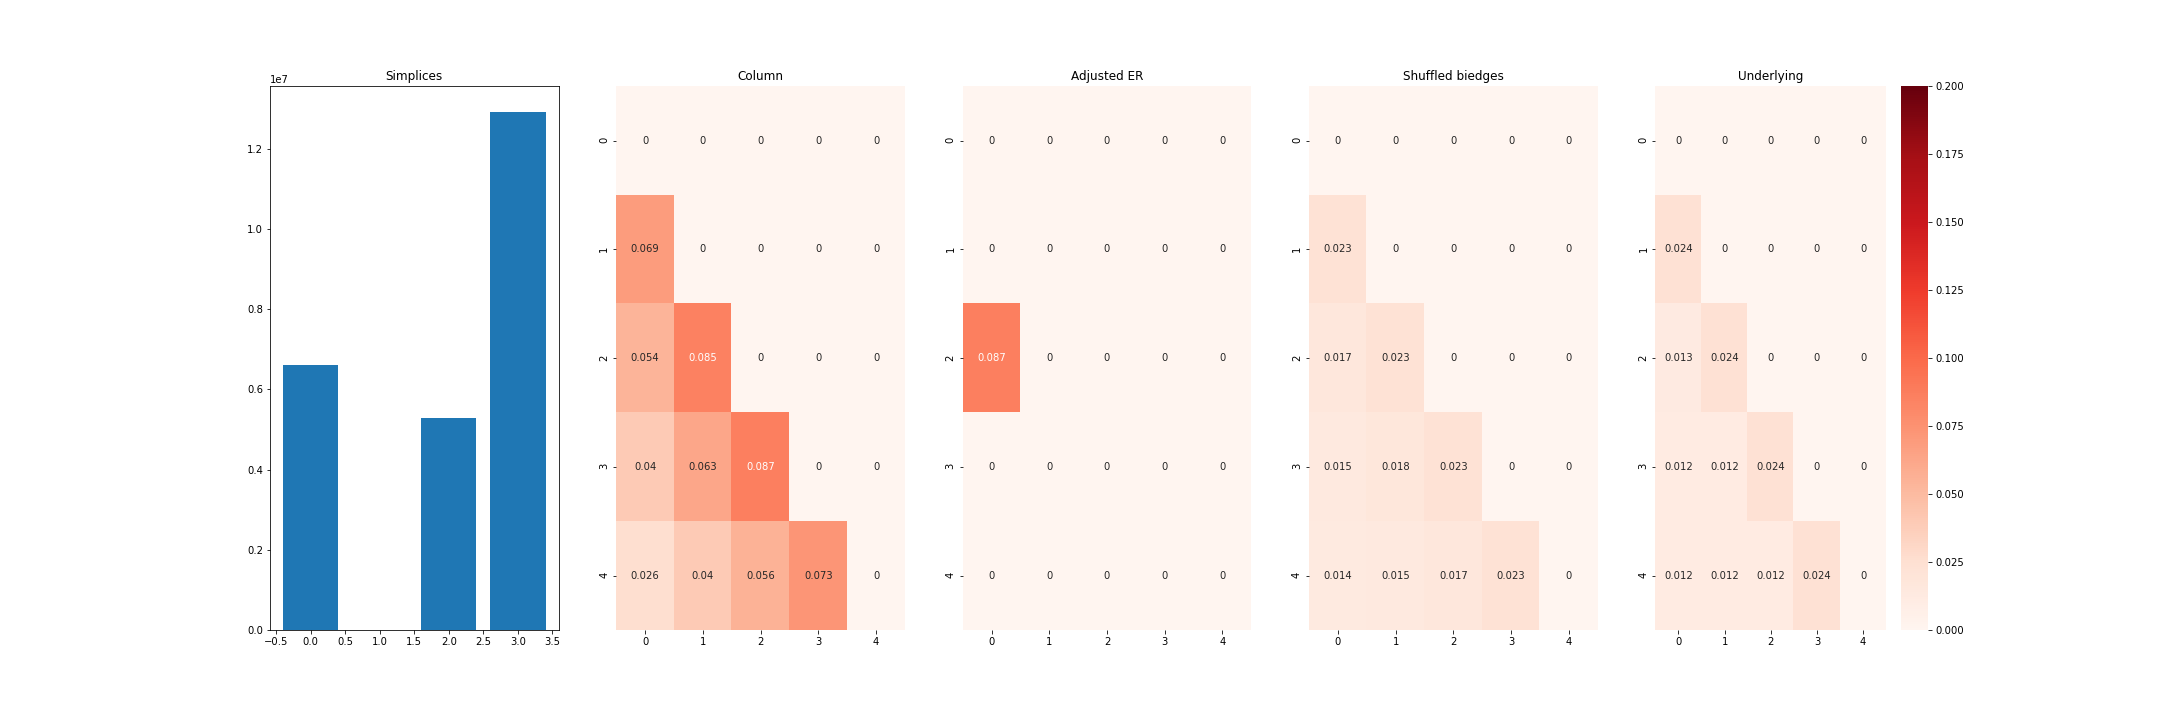 Simplices
1e7
1.2
1.0
0.8
0.6
0.4
0.2
0.0
−0.5 0.0 0.5 1.0 1.5 2.0 2.5 3.0 3.5
Column
0 0 0 0 0 0
1 0.069 0 0 0 0
2 0.054 0.085 0 0 0
3 0.04 0.063 0.087 0 0
4 0.026 0.04 0.056 0.073 0
0 1 2 3 4
Adjusted ER
0 0 0 0 0 0
1 0 0 0 0 0
2 0.087 0 0 0 0
3 0 0 0 0 0
4 0 0 0 0 0
0 1 2 3 4
Shuffled biedges
0 0 0 0 0 0
1 0.023 0 0 0 0
2 0.017 0.023 0 0 0
3 0.015 0.018 0.023 0 0
4 0.014 0.015 0.017 0.023 0
0 1 2 3 4
Underlying
0 0 0 0 0 0
1 0.024 0 0 0 0
2 0.013 0.024 0 0 0
3 0.012 0.012 0.024 0 0
4 0.012 0.012 0.012 0.024 0
0 1 2 3 4
0.200
0.175
0.150
0.125
0.100
0.075
0.050
0.025
0.000